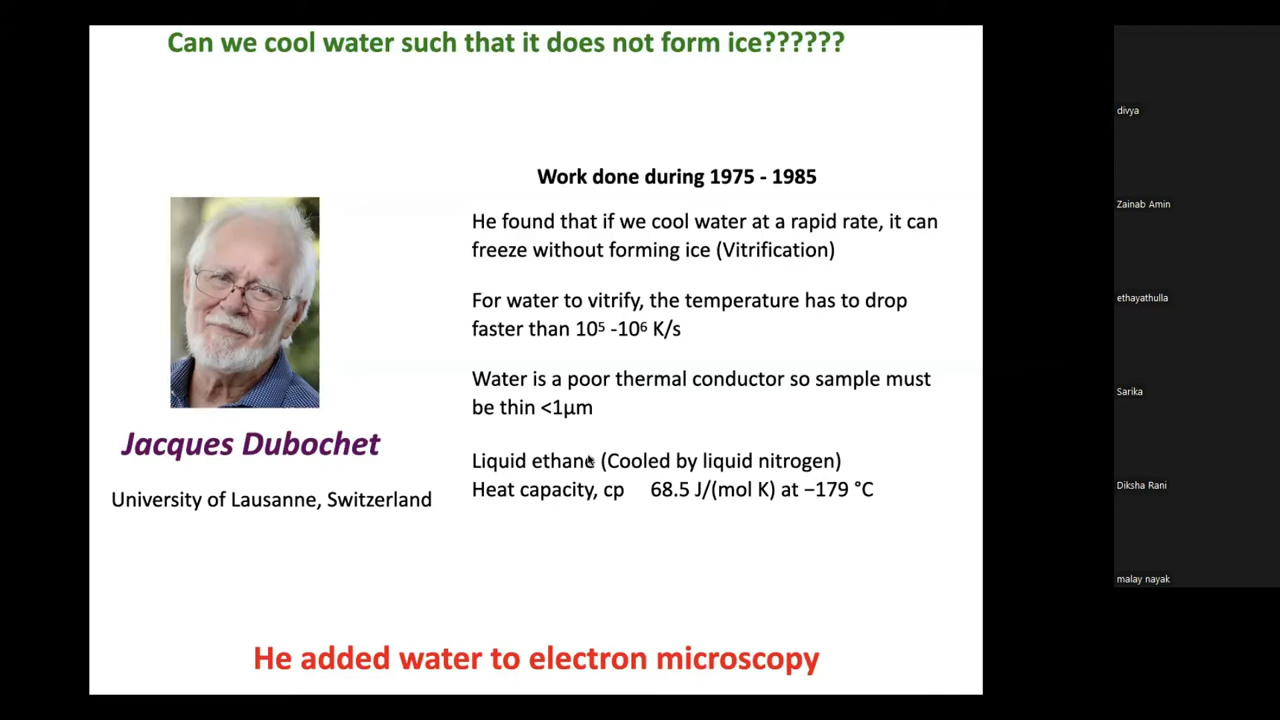 Can we cool water such that it does not form ice??????
Work done during 1975 - 1985
He found that if we cool water at a rapid rate, it can
freeze without forming ice (Vitrification)
For water to vitrify, the temperature has to drop
faster than 10⁵ -10⁶ K/s
Water is a poor thermal conductor so sample must
be thin <1µm
Liquid ethane (Cooled by liquid nitrogen)
Heat capacity, cp 68.5 J/(mol K) at −179 °C
Jacques Dubochet
University of Lausanne, Switzerland
He added water to electron microscopy
divya
Zainab Amin
ethayathulla
Sarika
Diksha Rani
malay nayak